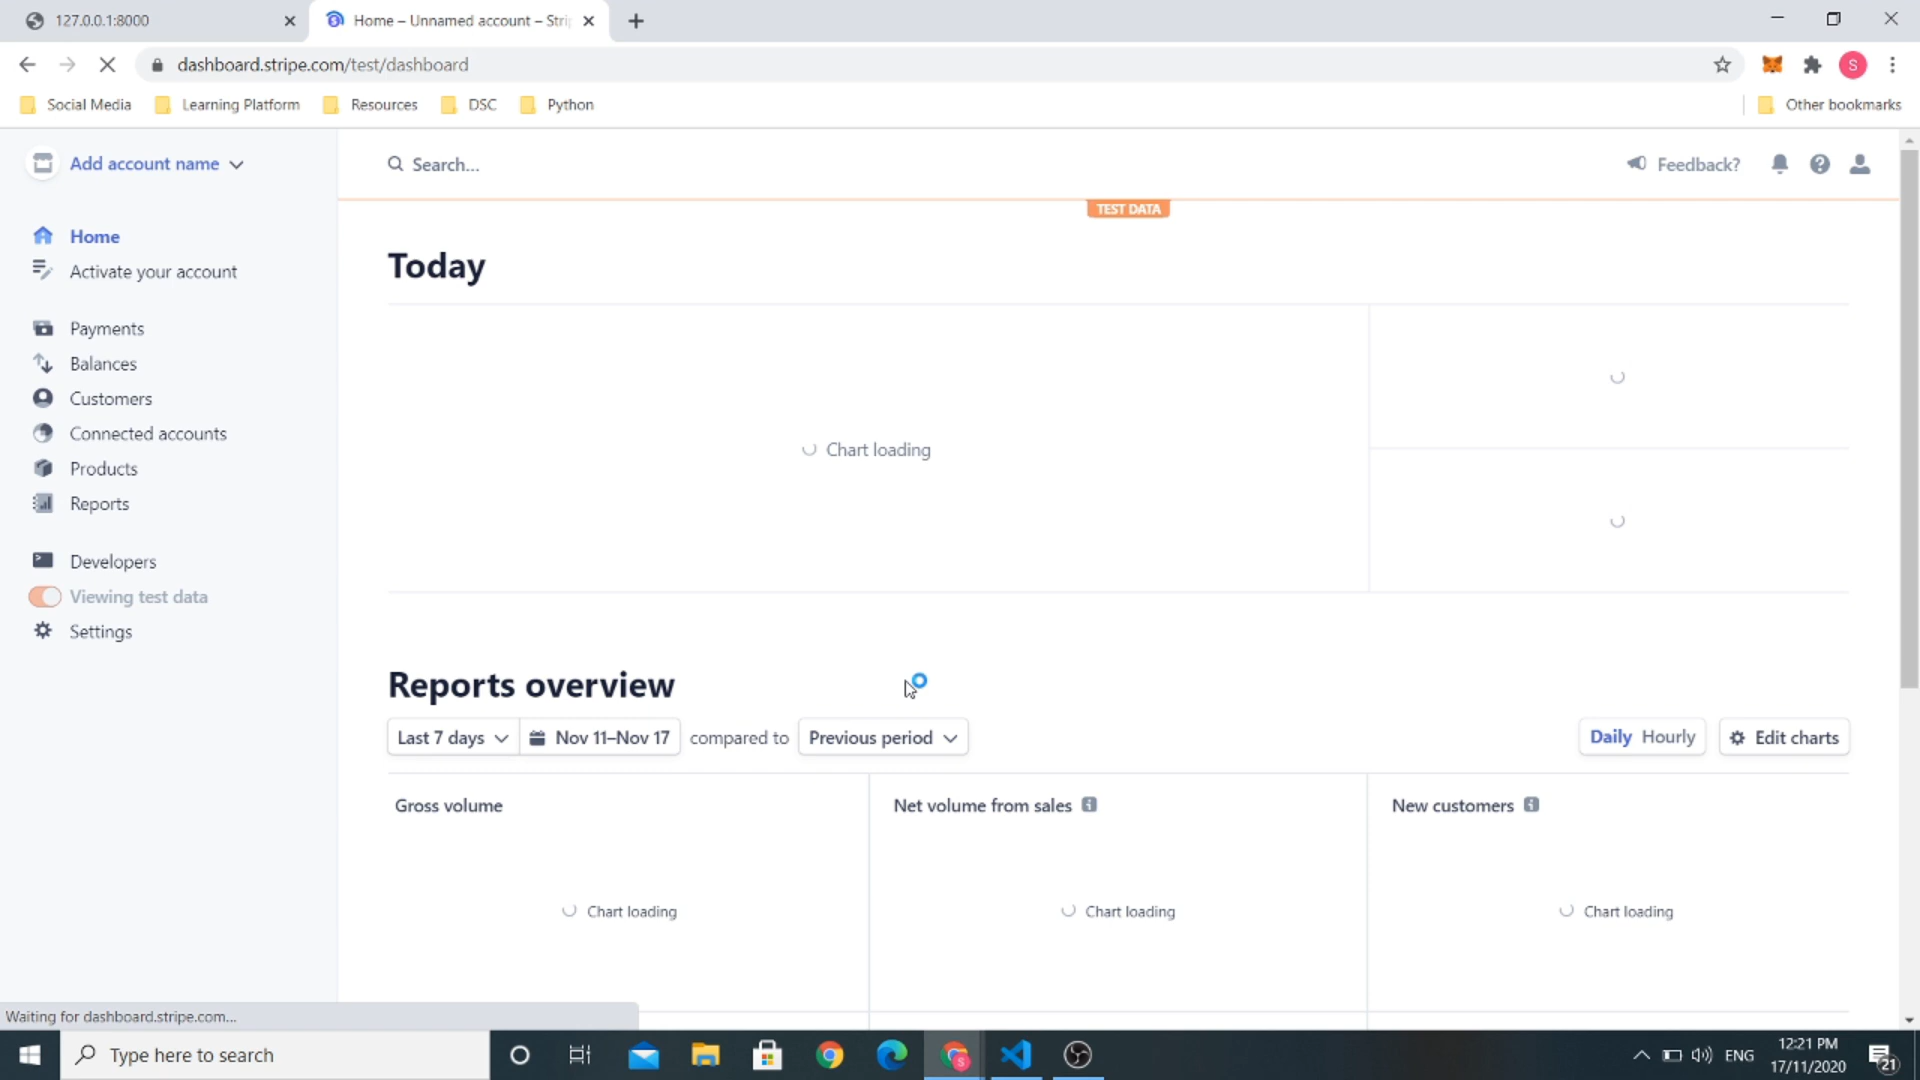 127.0.0.1:8000
Home – Unnamed account – Stri
dashboard.stripe.com/test/dashboard
S
Social Media
Learning Platform
Resources
DSC
Python
Other bookmarks
Add account name
Search...
Feedback?
TEST DATA
Home
Activate your account
Payments
Balances
Customers
Connected accounts
Products
Reports
Developers
Viewing test data
Settings
Today
Chart loading
Reports overview
Last 7 days
Nov 11–Nov 17
compared to
Previous period
Daily Hourly
Edit charts
Gross volume
Net volume from sales
New customers
Chart loading
Chart loading
Chart loading
Waiting for dashboard.stripe.com...
Type here to search
ENG
12:21 PM
17/11/2020
21